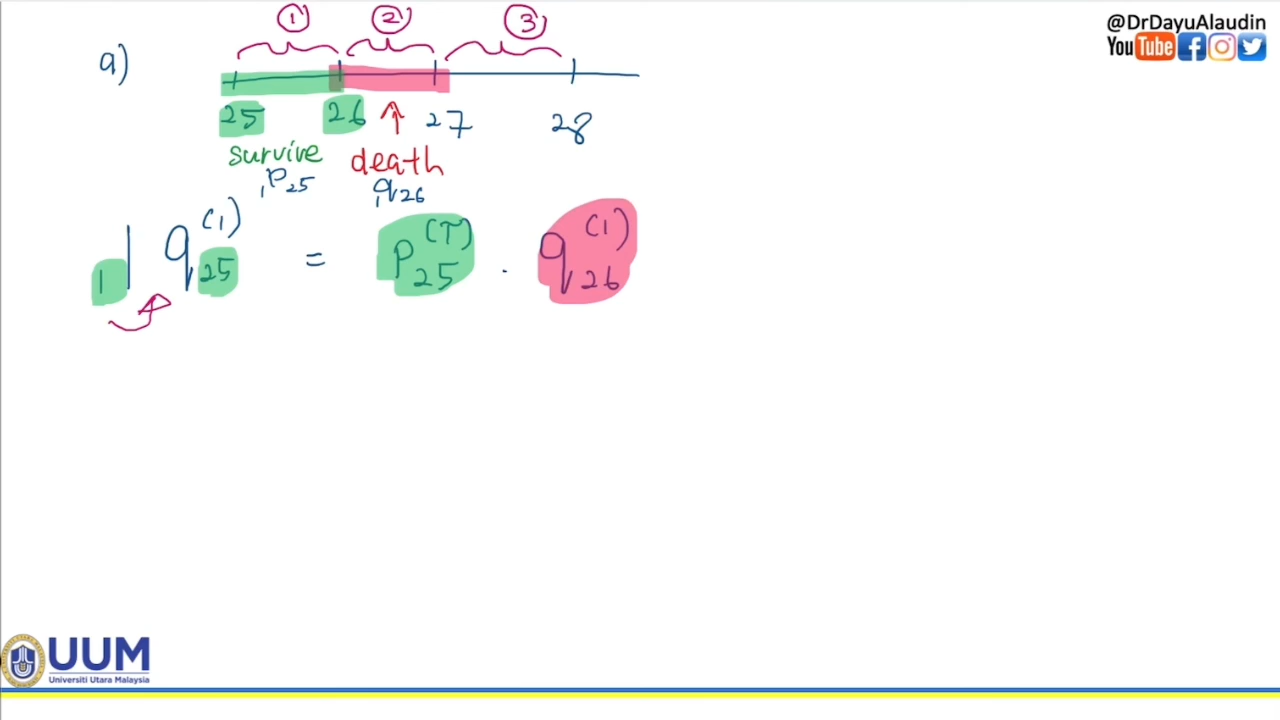 ① ② ③
@DrDayuAlaudin
YouTube
a)
25 26 27 28
survive death
₁p₂₅ ₁q₂₆
₁|q₂₅⁽¹⁾ = p₂₅⁽ᵀ⁾ . q₂₆⁽¹⁾
UUM
Universiti Utara Malaysia